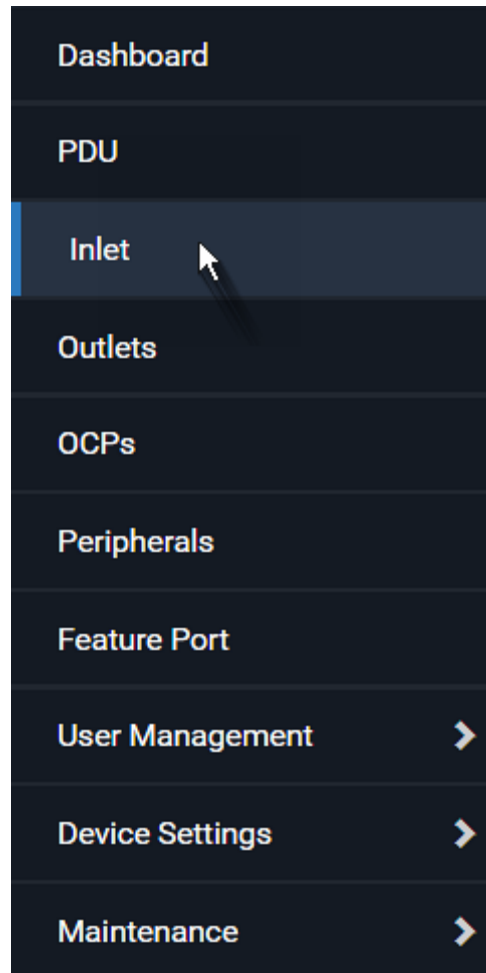 Dashboard
PDU
Inlet
Outlets
OCPs
Peripherals
Feature Port
User Management
Device Settings
Maintenance